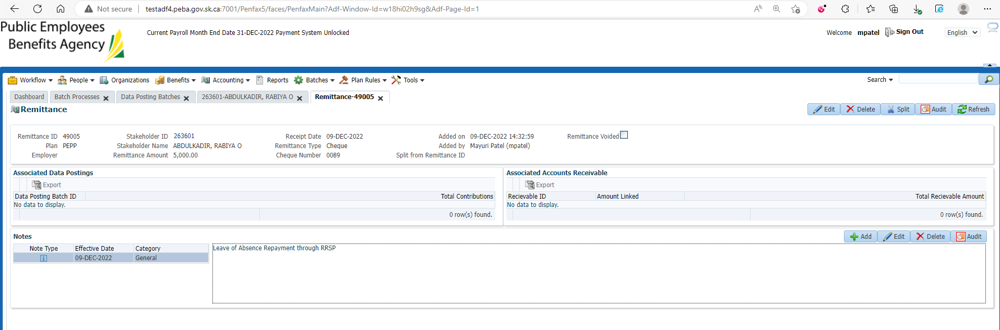 Not secure | testadf4.peba.gov.sk.ca:7001/Penfax5/faces/PenfaxMain?Adf-Window-Id=w18hi02h9sg&Adf-Page-Id=1
Public Employees
Benefits Agency
Current Payroll Month End Date 31-DEC-2022 Payment System Unlocked
Welcome mpatel Sign Out English
Workflow People Organizations Benefits Accounting Reports Batches Plan Rules Tools Search
Dashboard Batch Processes Data Posting Batches 263601-ABDULKADIR, RABIYA O Remittance-49005
Remittance Edit Delete Split Audit Refresh
Remittance ID 49005 Stakeholder ID 263601 Receipt Date 09-DEC-2022 Added on 09-DEC-2022 14:32:59 Remittance Voided
Plan PEPP Stakeholder Name ABDULKADIR, RABIYA O Remittance Type Cheque Added by Mayuri Patel (mpatel)
Employer Remittance Amount 5,000.00 Cheque Number 0089 Split from Remittance ID
Associated Data Postings Associated Accounts Receivable
Export Export
Data Posting Batch ID Total Contributions Recievable ID Amount Linked Total Recievable Amount
No data to display. No data to display.
0 row(s) found. 0 row(s) found.
Notes Add Edit Delete Audit
Note Type Effective Date Category Leave of Absence Repayment through RRSP
09-DEC-2022 General